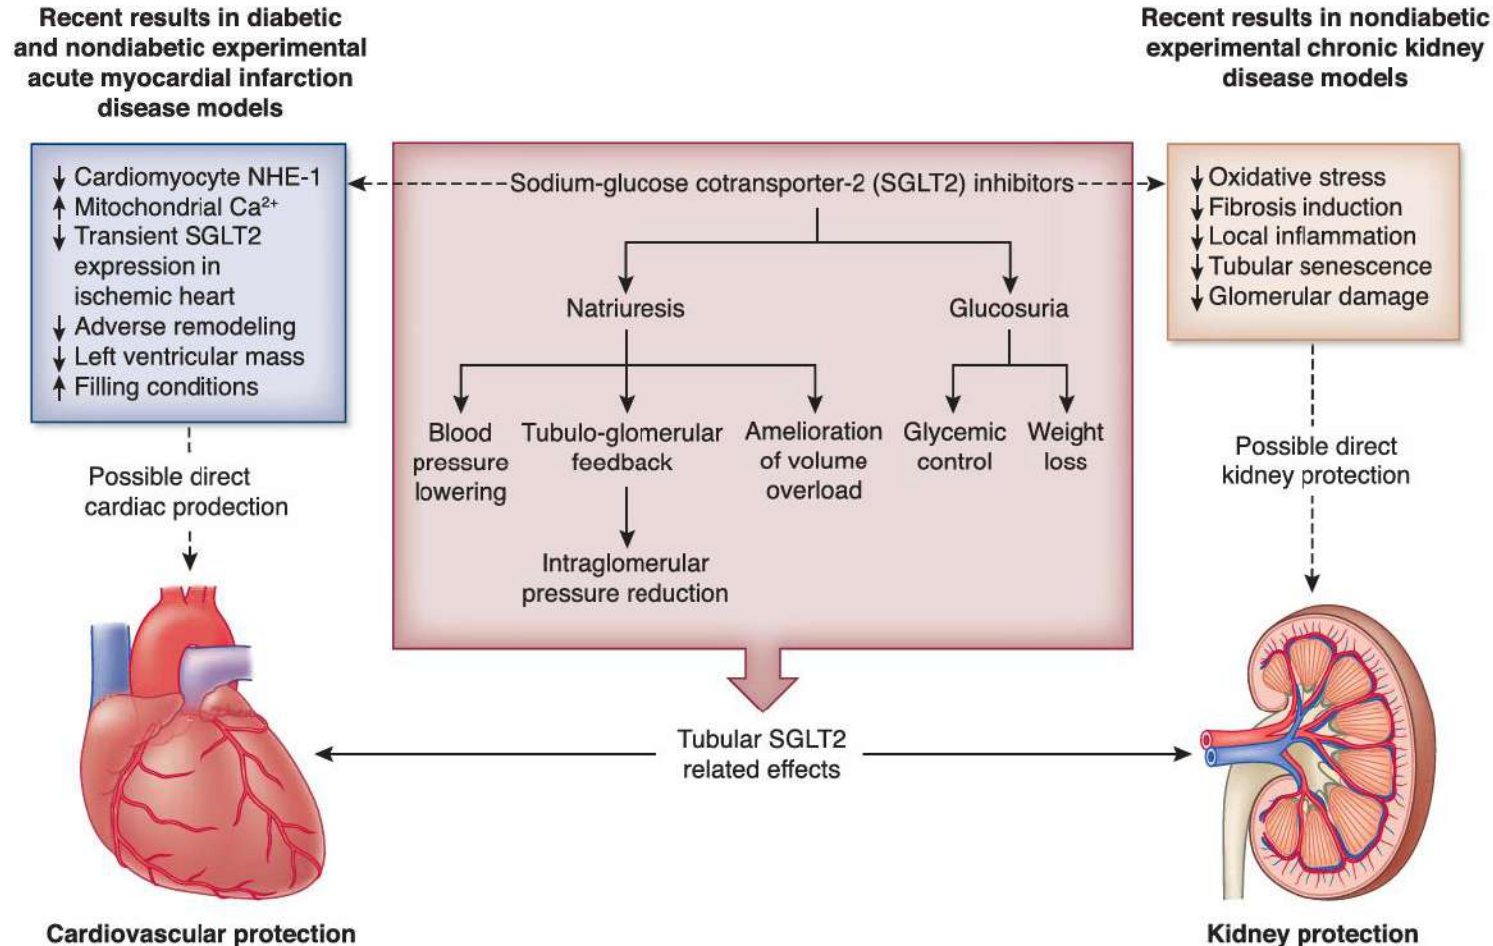 Recent results in diabetic
and nondiabetic experimental
acute myocardial infarction
disease models
↓ Cardiomyocyte NHE-1
↑ Mitochondrial Ca²⁺
↓ Transient SGLT2
expression in
ischemic heart
↓ Adverse remodeling
↓ Left ventricular mass
↑ Filling conditions
Possible direct
cardiac prodection
Cardiovascular protection
Sodium-glucose cotransporter-2 (SGLT2) inhibitors
Natriuresis
Glucosuria
Blood
pressure
lowering
Tubulo-glomerular
feedback
Amelioration
of volume
overload
Glycemic
control
Weight
loss
Intraglomerular
pressure reduction
Tubular SGLT2
related effects
Recent results in nondiabetic
experimental chronic kidney
disease models
↓ Oxidative stress
↓ Fibrosis induction
↓ Local inflammation
↓ Tubular senescence
↓ Glomerular damage
Possible direct
kidney protection
Kidney protection